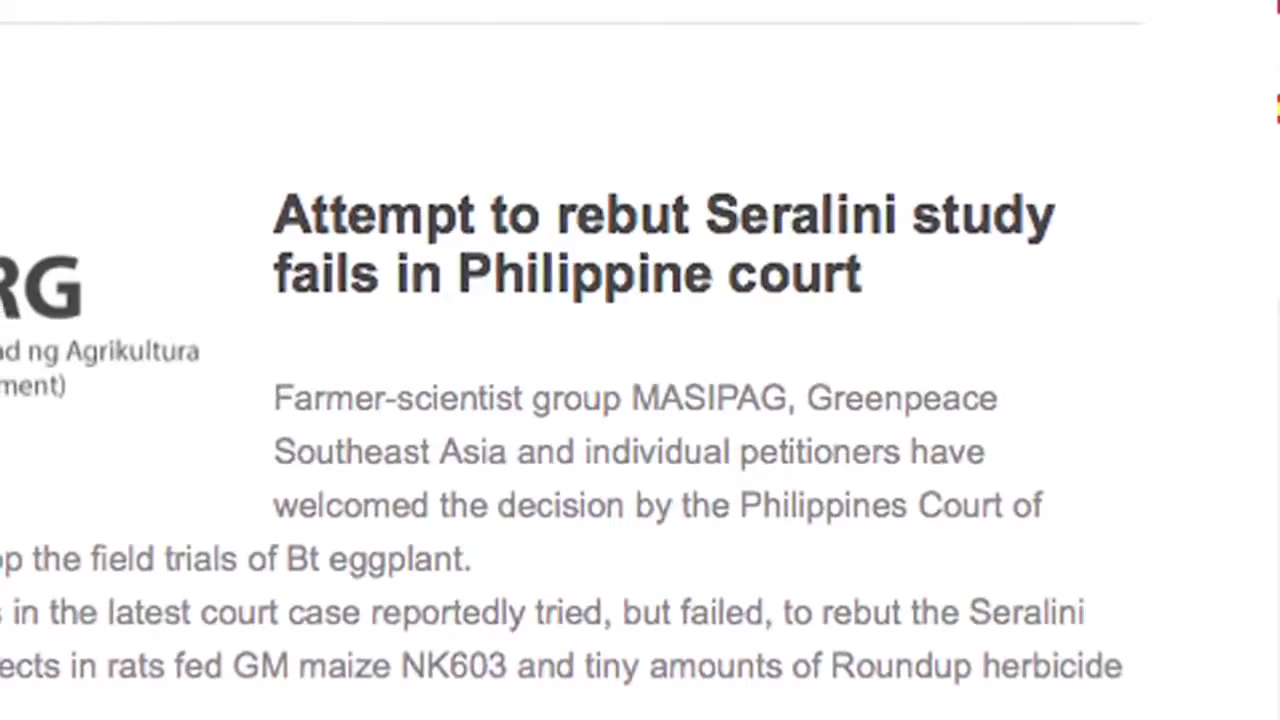 Attempt to rebut Seralini study
fails in Philippine court
RG
ng Agrikultura
Farmer-scientist group MASIPAG, Greenpeace
Southeast Asia and individual petitioners have
welcomed the decision by the Philippines Court of
the field trials of Bt eggplant.
in the latest court case reportedly tried, but failed, to rebut the Seralini
in rats fed GM maize NK603 and tiny amounts of Roundup herbicide